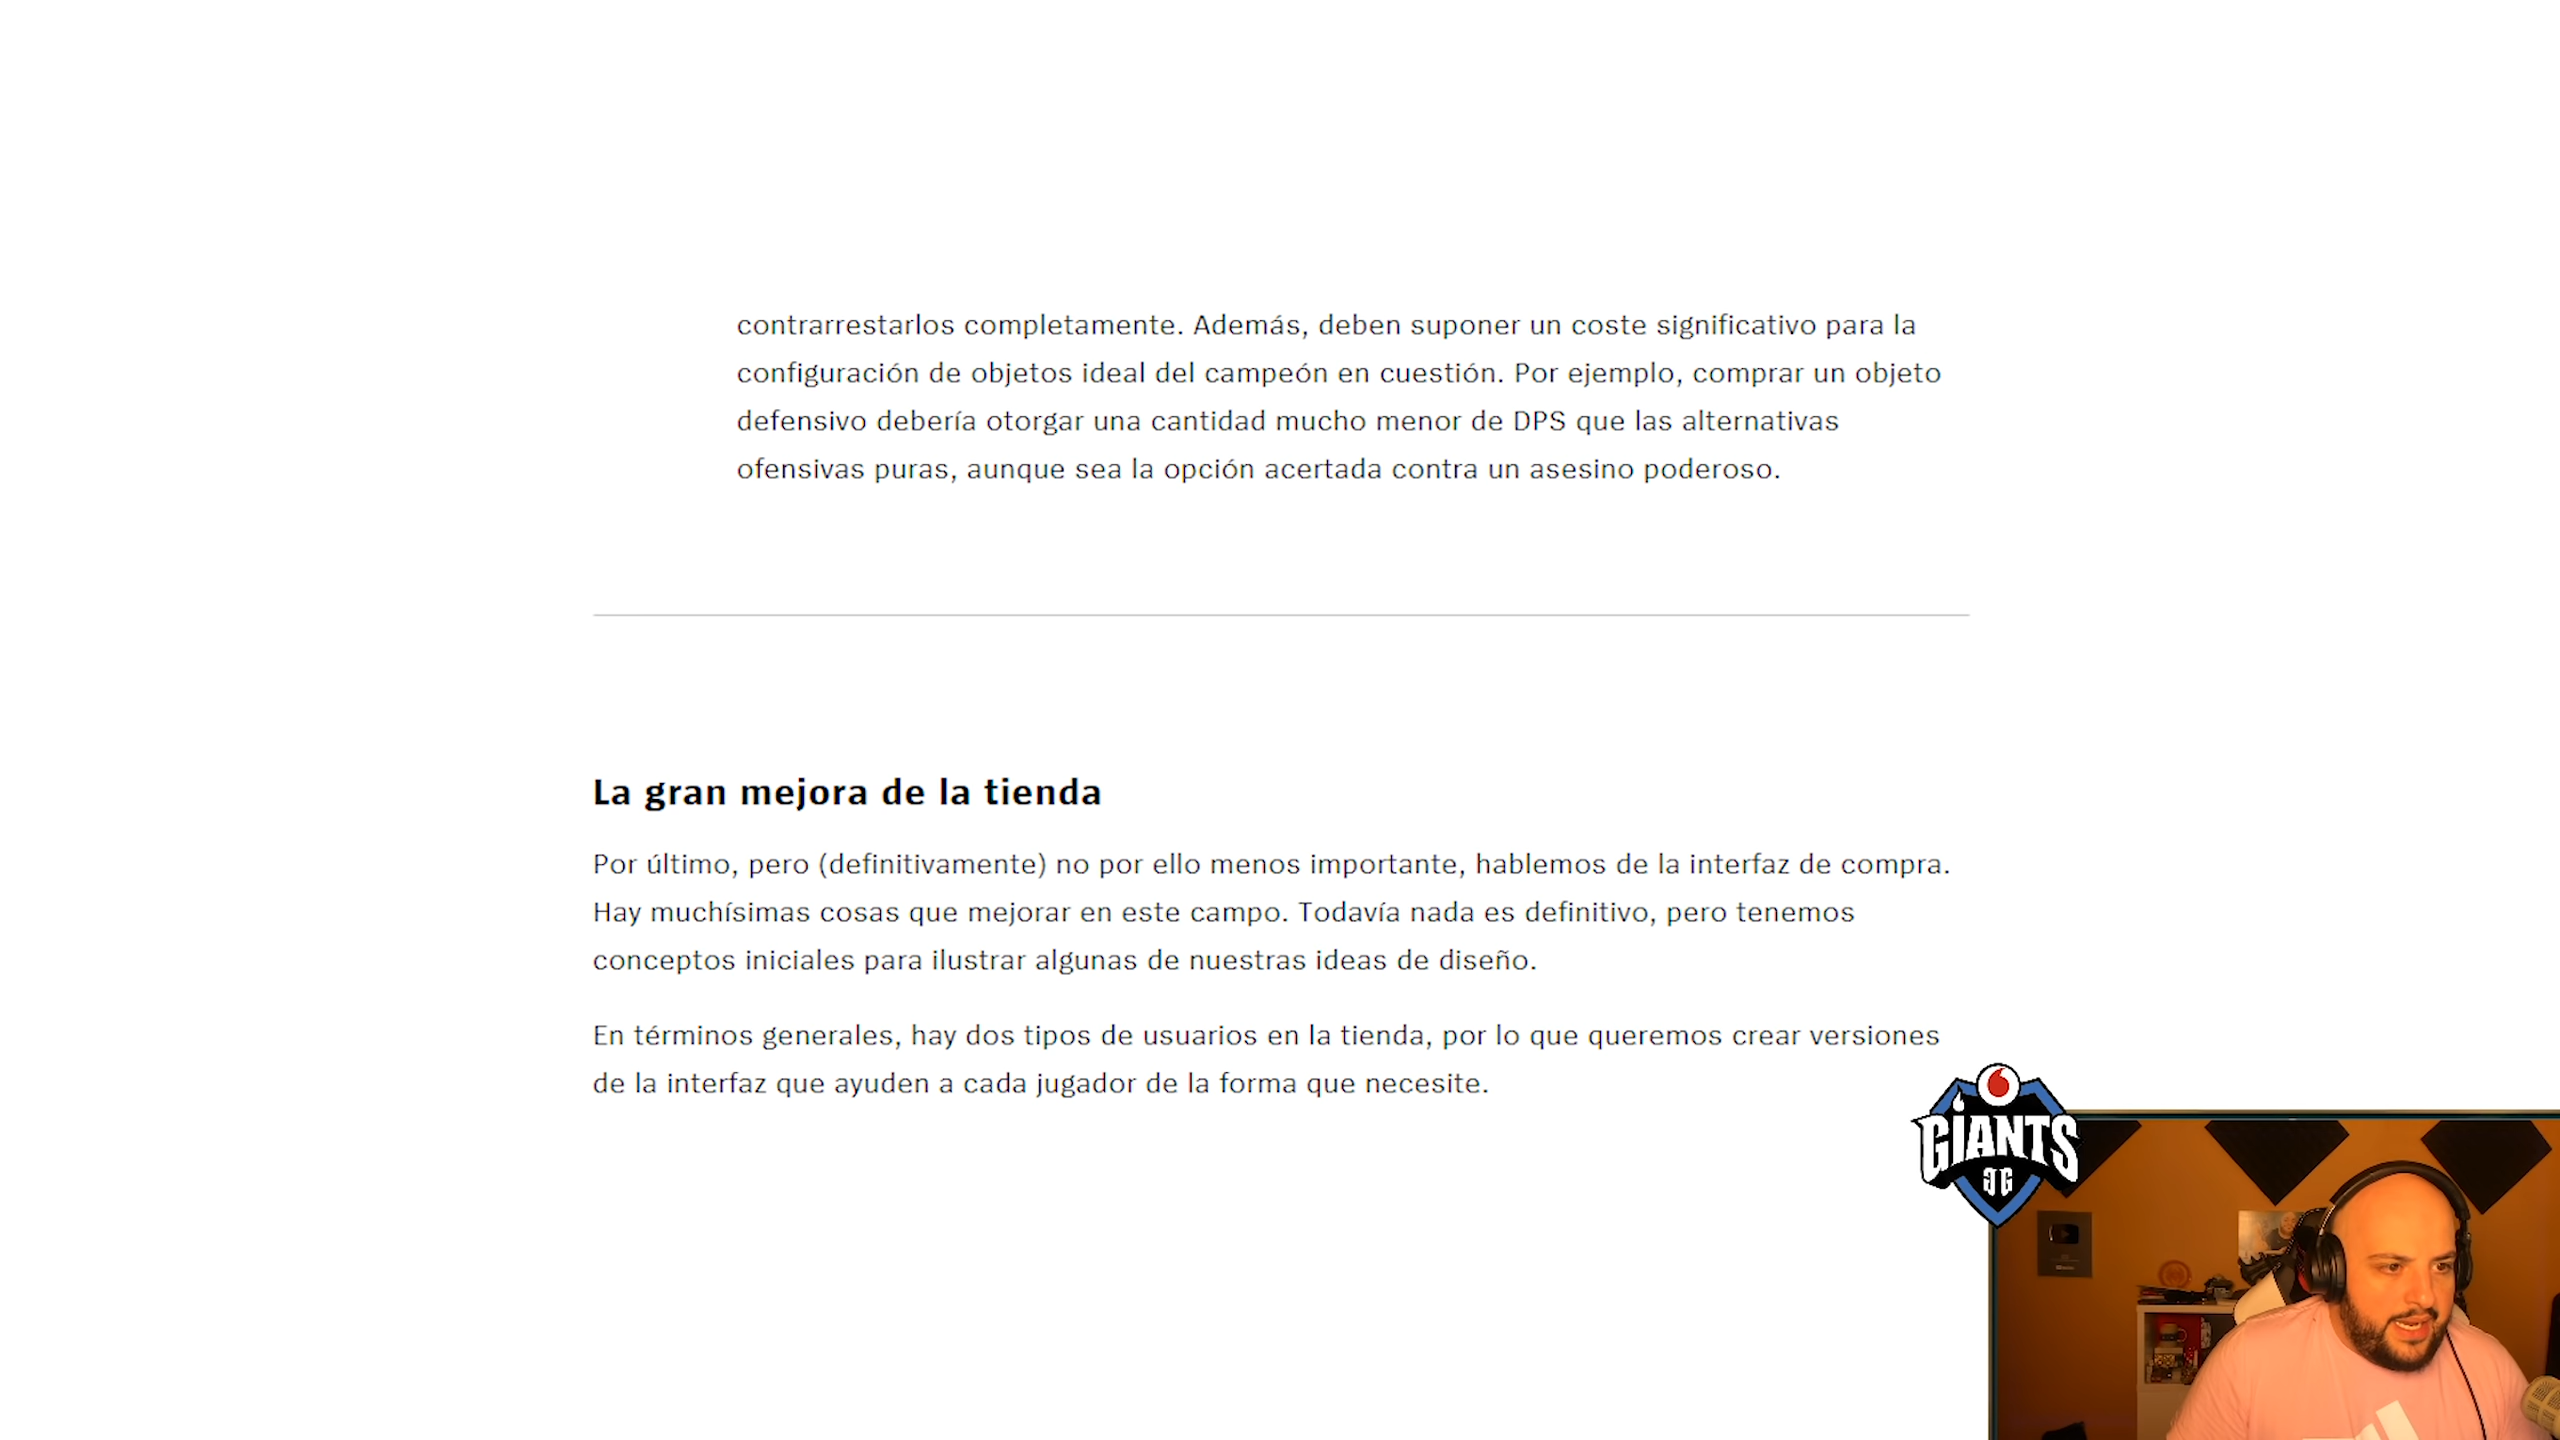 contrarrestarlos completamente. Además, deben suponer un coste significativo para la
configuración de objetos ideal del campeón en cuestión. Por ejemplo, comprar un objeto
defensivo debería otorgar una cantidad mucho menor de DPS que las alternativas
ofensivas puras, aunque sea la opción acertada contra un asesino poderoso.
La gran mejora de la tienda
Por último, pero (definitivamente) no por ello menos importante, hablemos de la interfaz de compra.
Hay muchísimas cosas que mejorar en este campo. Todavía nada es definitivo, pero tenemos
conceptos iniciales para ilustrar algunas de nuestras ideas de diseño.
En términos generales, hay dos tipos de usuarios en la tienda, por lo que queremos crear versiones
de la interfaz que ayuden a cada jugador de la forma que necesite.
GIANTS
GG